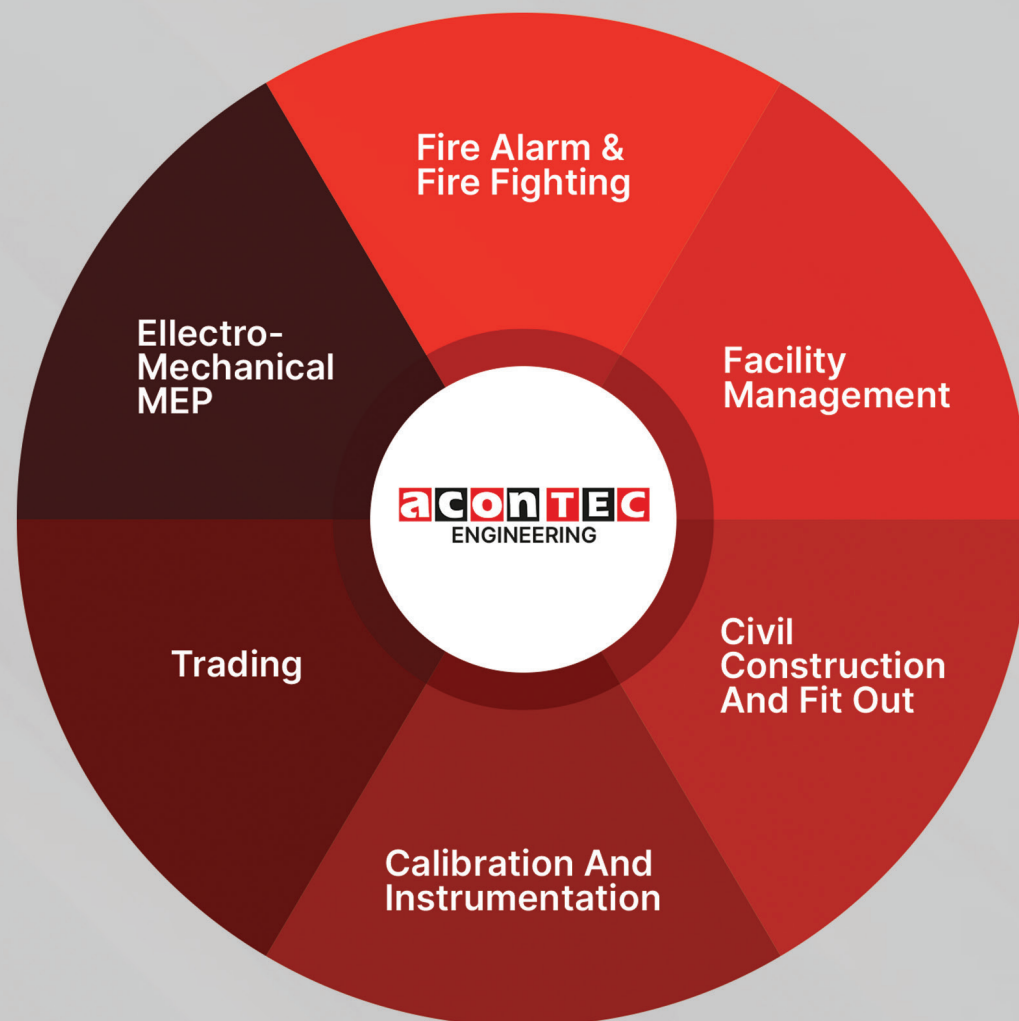 Fire Alarm &
Fire Fighting
Facility
Management
Civil
Construction
And Fit Out
Calibration And
Instrumentation
Trading
Ellectro-
Mechanical
MEP
aconTEC
ENGINEERING